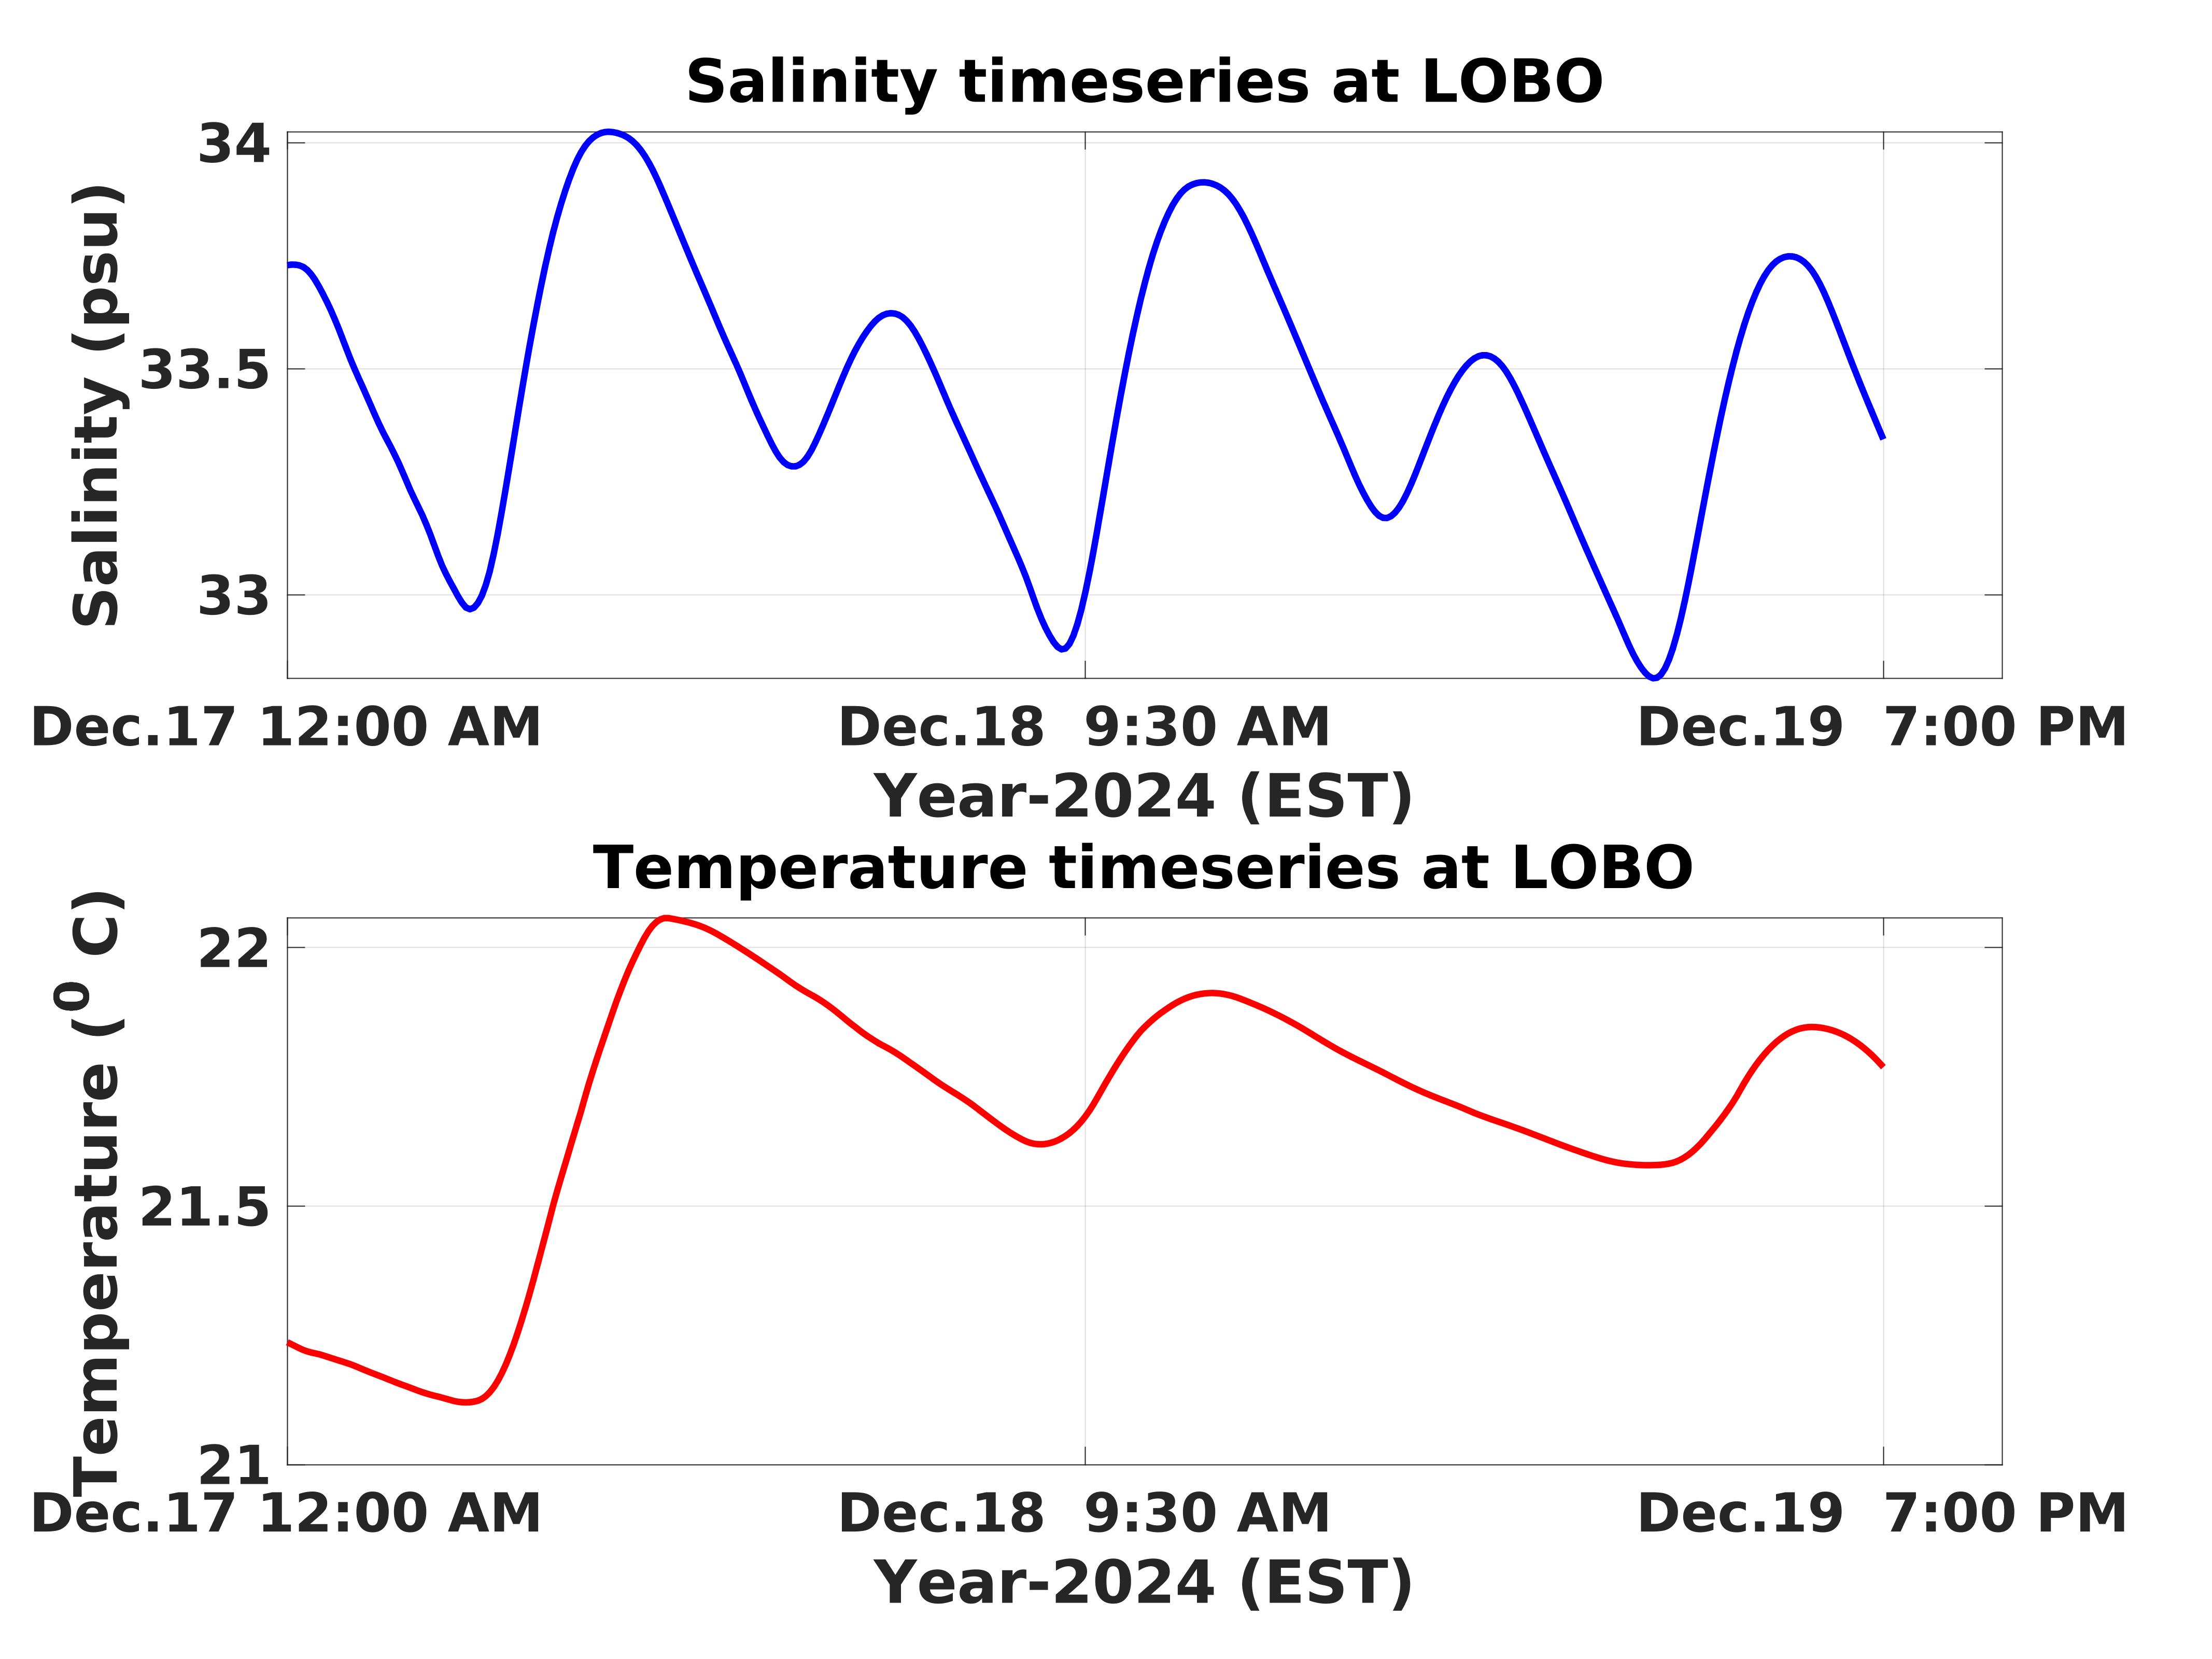 Salinity timeseries at LOBO
Salinity (psu)
34
33.5
33
Dec.17 12:00 AM
Dec.18  9:30 AM
Dec.19  7:00 PM
Year-2024 (EST)
Temperature timeseries at LOBO
Temperature (⁰ C)
22
21.5
21
Dec.17 12:00 AM
Dec.18  9:30 AM
Dec.19  7:00 PM
Year-2024 (EST)